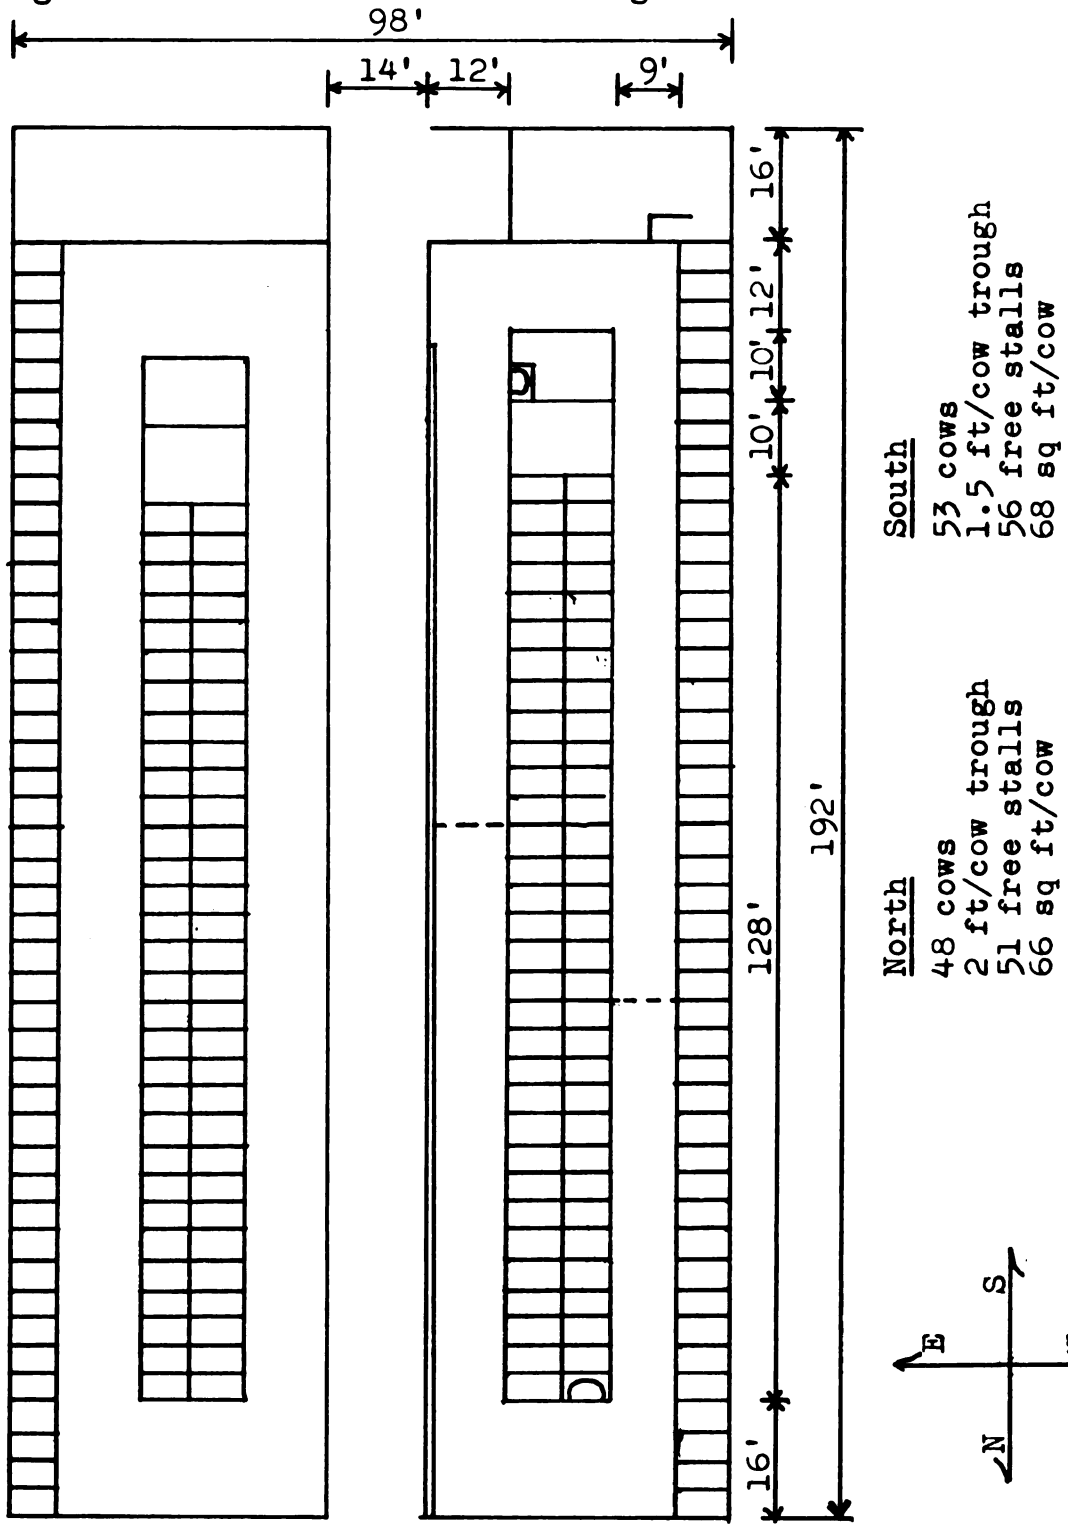 98'
14'
12'
9'
16'
12'
10'
10'
128'
192'
16'
South
53 cows
1.5 ft/cow trough
56 free stalls
68 sq ft/cow
North
48 cows
2 ft/cow trough
51 free stalls
66 sq ft/cow
E
S
N